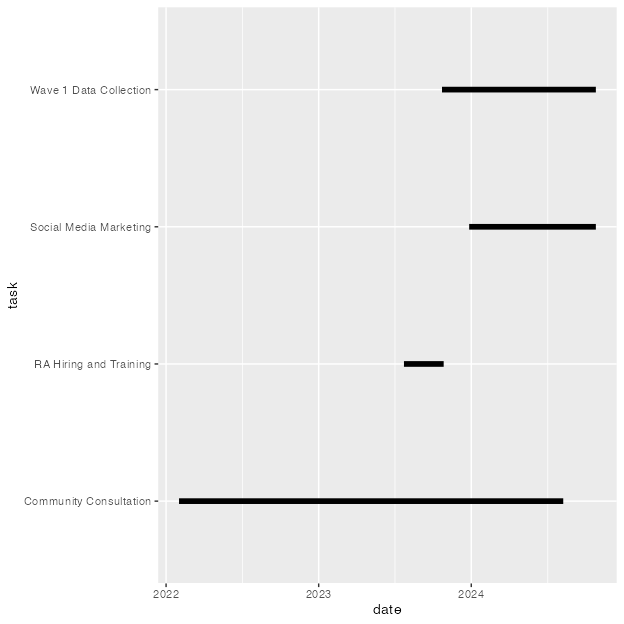 Wave 1 Data Collection
Social Media Marketing
task
RA Hiring and Training
Community Consultation
2022 2023 2024
date